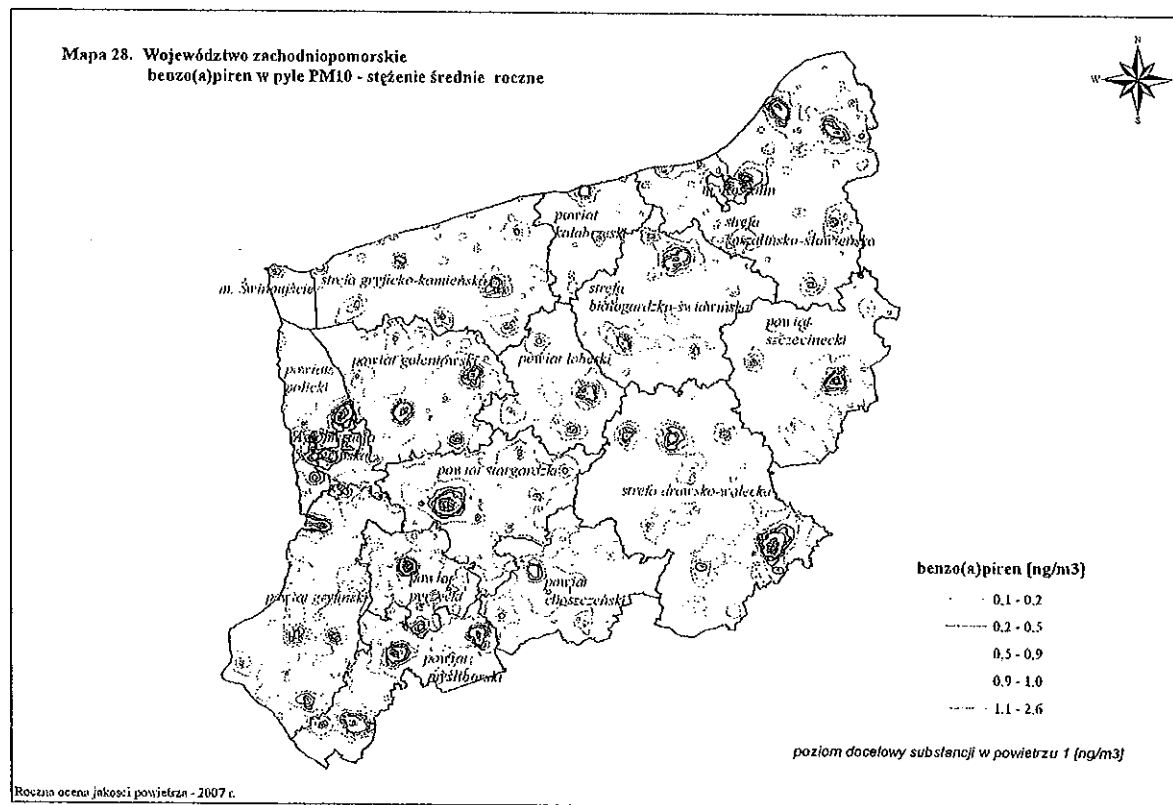 Mapa 28. Województwo zachodniopomorskie
benzo(a)piren w pyle PM10 - stężenie średnie roczne
N
W
S
powiat
kołobrzeski
strefa
koszalińsko-sławieńska
m. Świnoujście
strefa gryficko-kamieńska
strefa
białogardzko-świdwińska
powiat
szczecinecki
powiat
policki
powiat goleniowski
powiat łobeski
powiat stargardzki
strefa drawsko-wałecka
powiat
pyrzycki
powiat
choszczeński
powiat gryfiński
powiat
myśliborski
benzo(a)piren [ng/m3]
0,1 - 0,2
0,2 - 0,5
0,5 - 0,9
0,9 - 1,0
1,1 - 2,6
poziom docelowy substancji w powietrzu 1 [ng/m3]
Roczna ocena jakości powietrza - 2007 r.